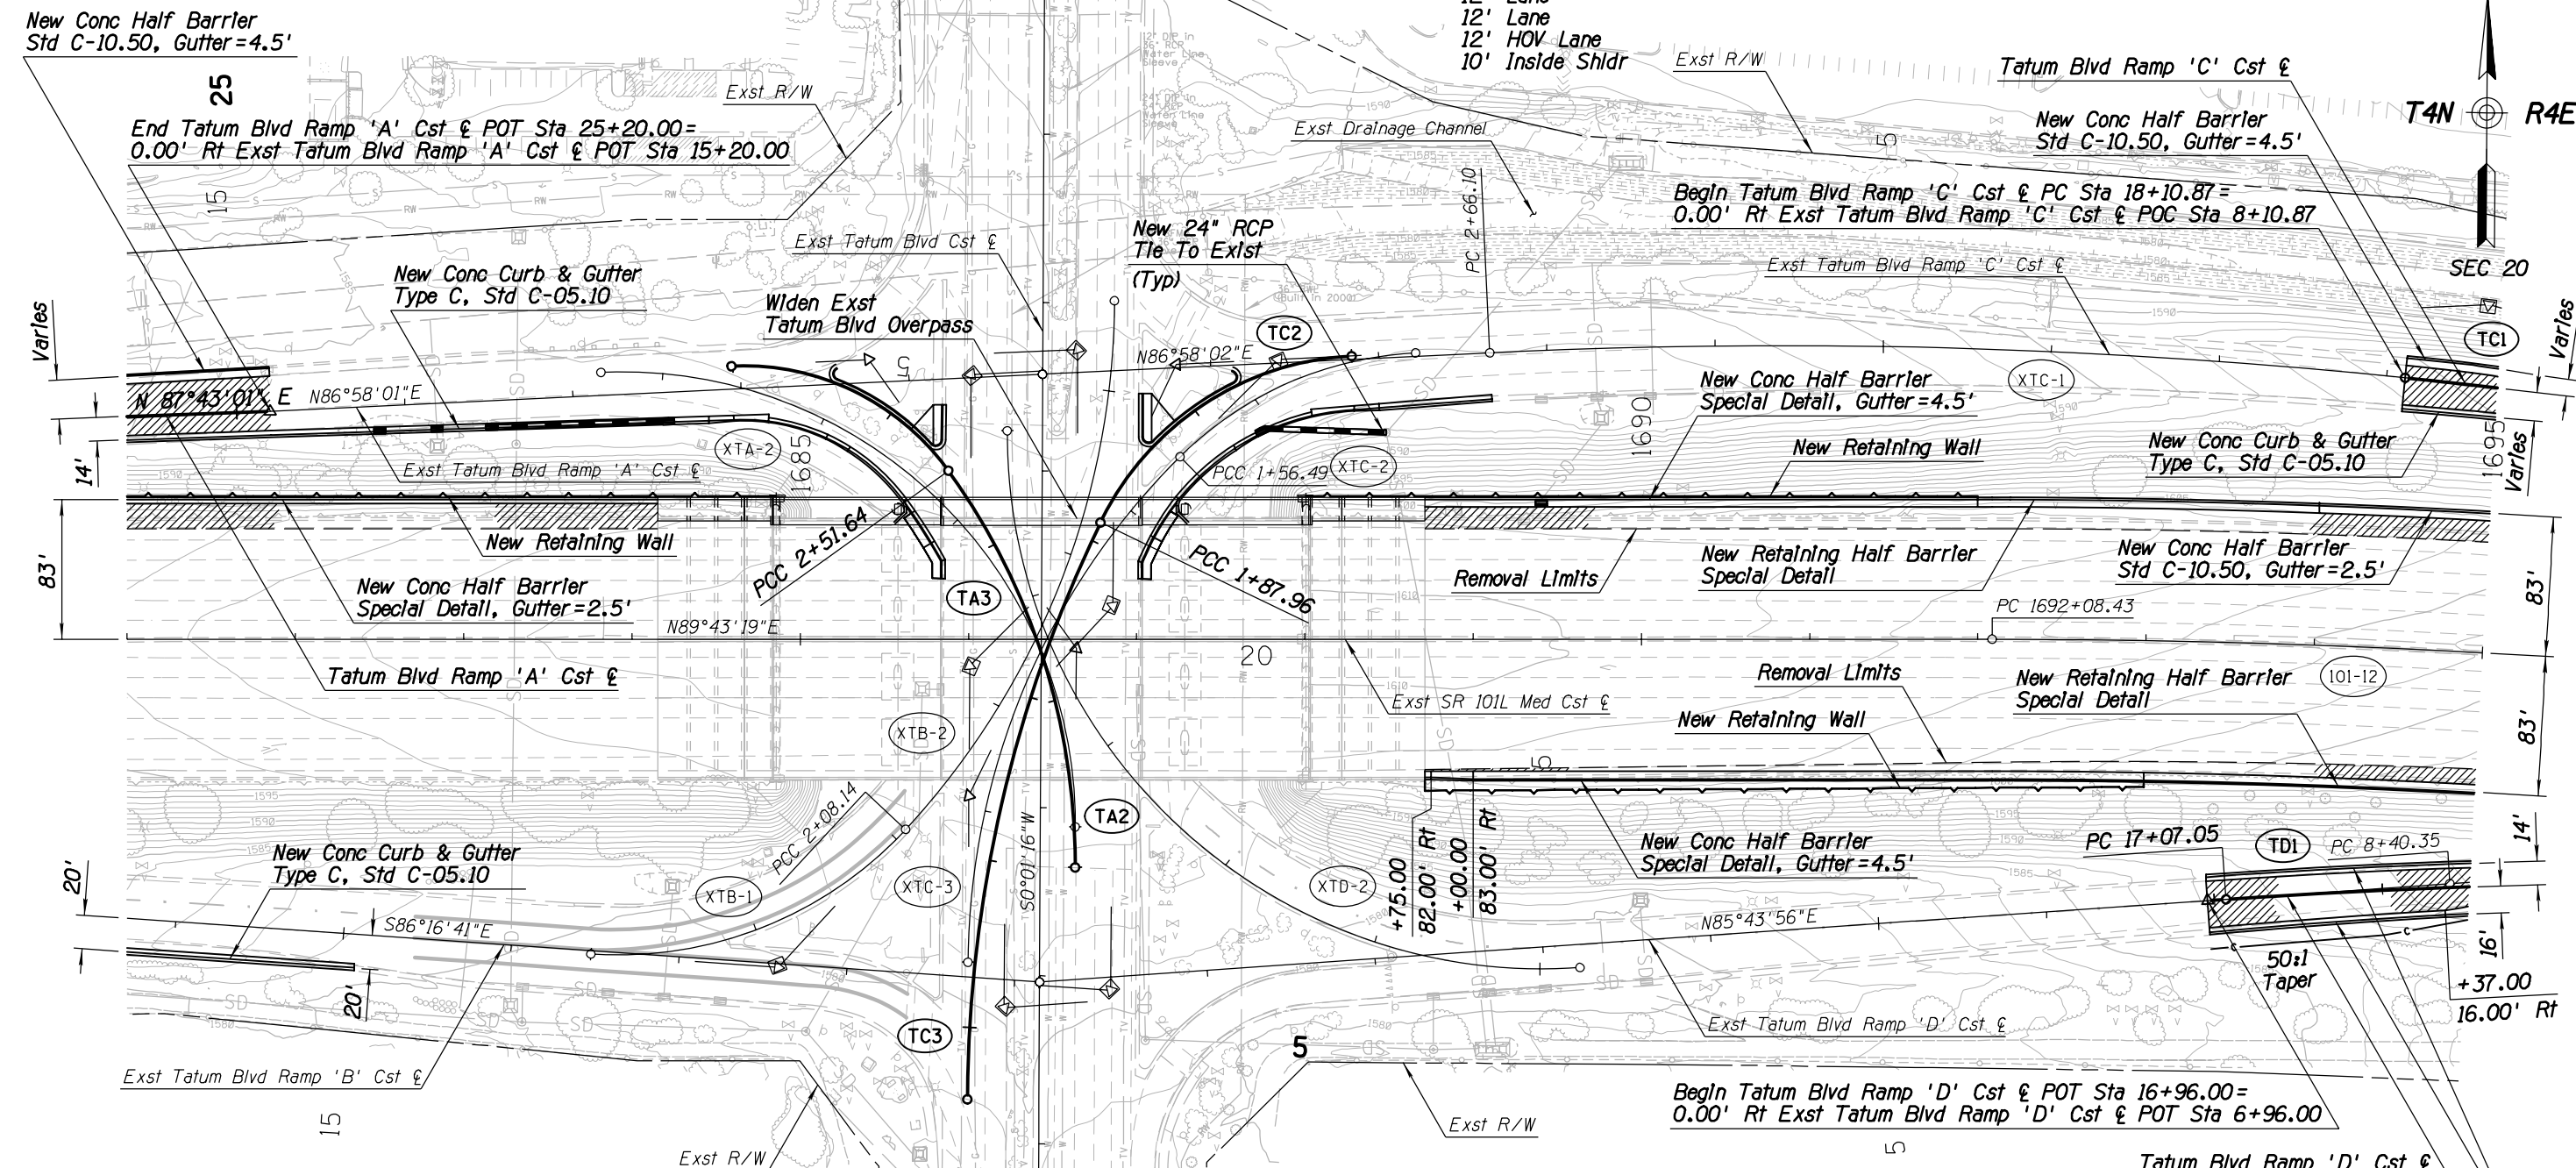 New Conc Half Barrier
Std C-10.50, Gutter=4.5'
25
End Tatum Blvd Ramp 'A' Cst ℄ POT Sta 25+20.00=
0.00' Rt Exst Tatum Blvd Ramp 'A' Cst ℄ POT Sta 15+20.00
15
Exst R/W
12' Lane
12' HOV Lane
10' Inside Shldr
Exst R/W
Tatum Blvd Ramp 'C' Cst ℄
T4N
R4E
New Conc Half Barrier
Std C-10.50, Gutter=4.5'
Exst Drainage Channel
5
Begin Tatum Blvd Ramp 'C' Cst ℄ PC Sta 18+10.87=
0.00' Rt Exst Tatum Blvd Ramp 'C' Cst ℄ POC Sta 8+10.87
PC 2+66.10
New 24" RCP
Tie To Exist
(Typ)
Exst Tatum Blvd Cst ℄
Exst Tatum Blvd Ramp 'C' Cst ℄
SEC 20
New Conc Curb & Gutter
Type C, Std C-05.10
Widen Exst
Tatum Blvd Overpass
Varies
TC2
TC1
Varies
N86°58'02"E
5
N 87°43'01" E
N86°58'01"E
14'
New Conc Half Barrier
Special Detail, Gutter=4.5'
XTC-1
XTA-2
1685
1690
New Retaining Wall
New Conc Curb & Gutter
Type C, Std C-05.10
1695
Varies
Exst Tatum Blvd Ramp 'A' Cst ℄
PCC 1+56.49
XTC-2
New Retaining Wall
PCC 2+51.64
PCC 1+87.96
New Conc Half Barrier
Special Detail, Gutter=2.5'
TA3
Removal Limits
New Retaining Half Barrier
Special Detail
New Conc Half Barrier
Std C-10.50, Gutter=2.5'
83'
83'
PC 1692+08.43
N89°43'19"E
20
Tatum Blvd Ramp 'A' Cst ℄
Exst SR 101L Med Cst ℄
Removal Limits
New Retaining Half Barrier
Special Detail
101-12
New Retaining Wall
XTB-2
83'
5
PCC 2+08.14
TA2
S0°01'16"W
+75.00
82.00' Rt
+00.00
83.00' Rt
New Conc Half Barrier
Special Detail, Gutter=4.5'
PC 17+07.05
TD1
PC 8+40.35
14'
New Conc Curb & Gutter
Type C, Std C-05.10
20'
XTB-1
XTC-3
XTD-2
S86°16'41"E
N85°43'56"E
50:1
Taper
16'
+37.00
16.00' Rt
20'
TC3
5
Exst Tatum Blvd Ramp 'D' Cst ℄
Exst Tatum Blvd Ramp 'B' Cst ℄
15
Begin Tatum Blvd Ramp 'D' Cst ℄ POT Sta 16+96.00=
0.00' Rt Exst Tatum Blvd Ramp 'D' Cst ℄ POT Sta 6+96.00
Exst R/W
Exst R/W
5
Tatum Blvd Ramp 'D' Cst ℄